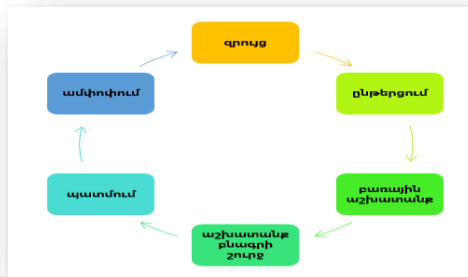 զրույց
ընթերցում
բառային
աշխատանք
աշխատանք
բնագրի
շուրջ
պատմում
ամփոփում